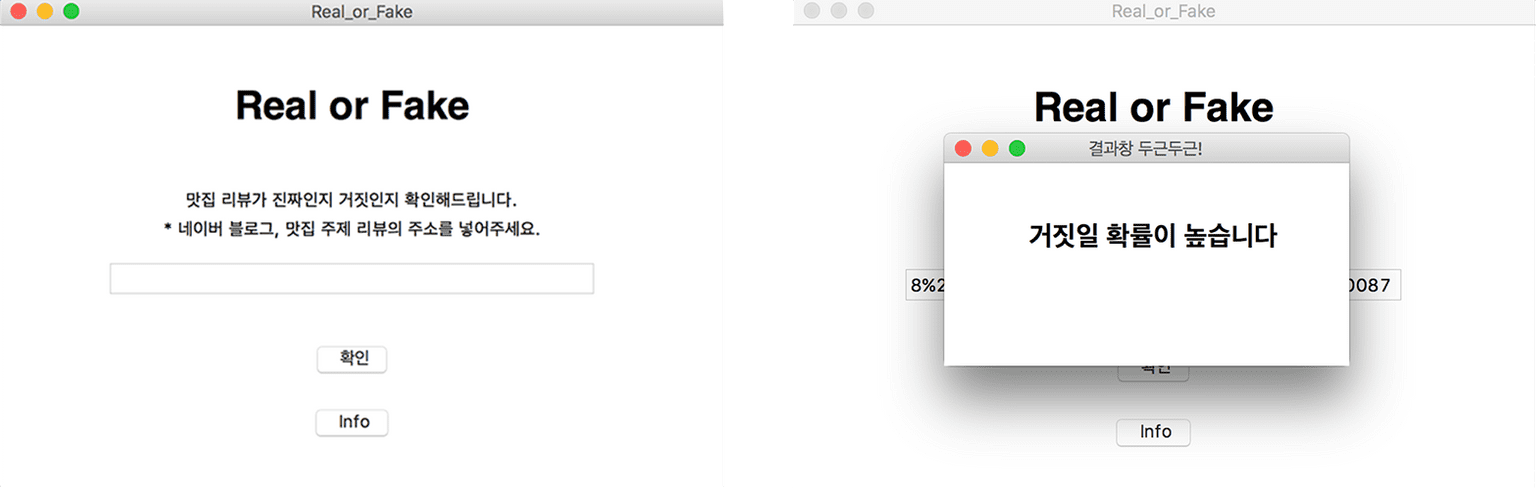 Real_or_Fake
Real or Fake
맛집 리뷰가 진짜인지 거짓인지 확인해드립니다.
* 네이버 블로그, 맛집 주제 리뷰의 주소를 넣어주세요.
확인
Info
Real_or_Fake
Real or Fake
결과창 두근두근!
거짓일 확률이 높습니다
8%2
0087
확인
Info